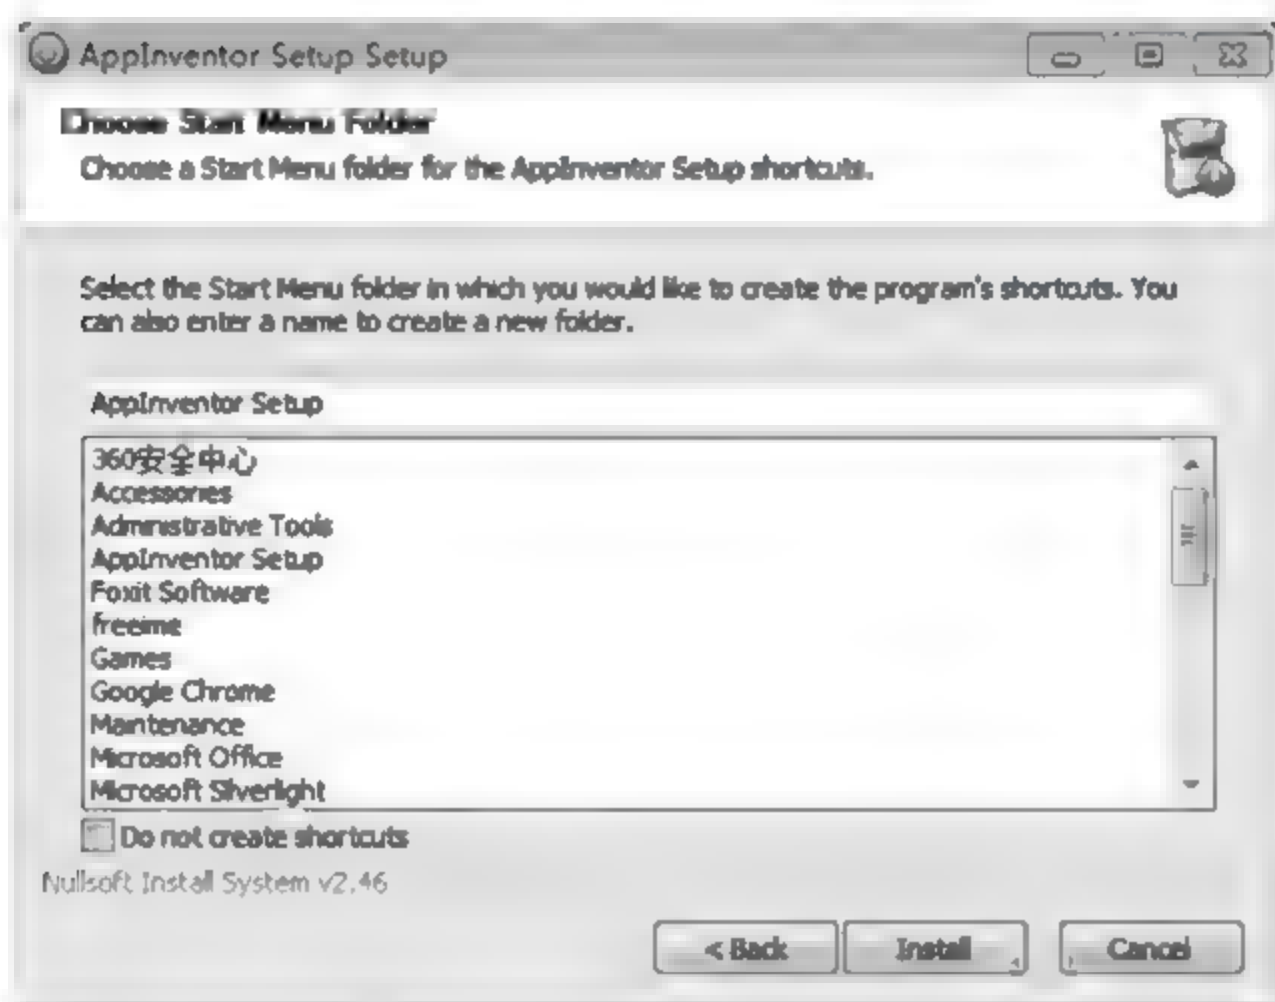 AppInventor Setup Setup
Choose Start Menu Folder
Choose a Start Menu folder for the AppInventor Setup shortcuts.
Select the Start Menu folder in which you would like to create the program's shortcuts. You
can also enter a name to create a new folder.
AppInventor Setup
360安全中心
Accessories
Administrative Tools
AppInventor Setup
Foxit Software
freeime
Games
Google Chrome
Maintenance
Microsoft Office
Microsoft Silverlight
Do not create shortcuts
Nullsoft Install System v2.46
< Back
Install
Cancel